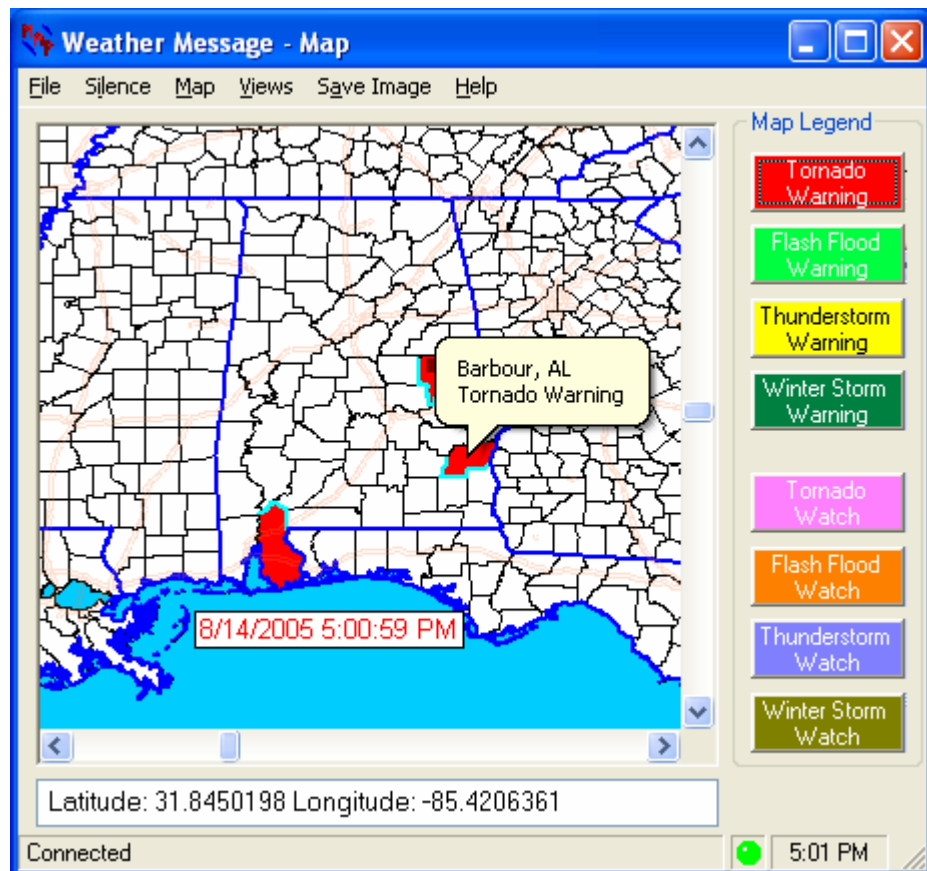 Weather Message - Map
File Silence Map Views Save Image Help
Map Legend
Tornado
Warning
Flash Flood
Warning
Thunderstorm
Warning
Winter Storm
Warning
Tornado
Watch
Flash Flood
Watch
Thunderstorm
Watch
Winter Storm
Watch
Barbour, AL
Tornado Warning
8/14/2005 5:00:59 PM
Latitude: 31.8450198 Longitude: -85.4206361
Connected
5:01 PM